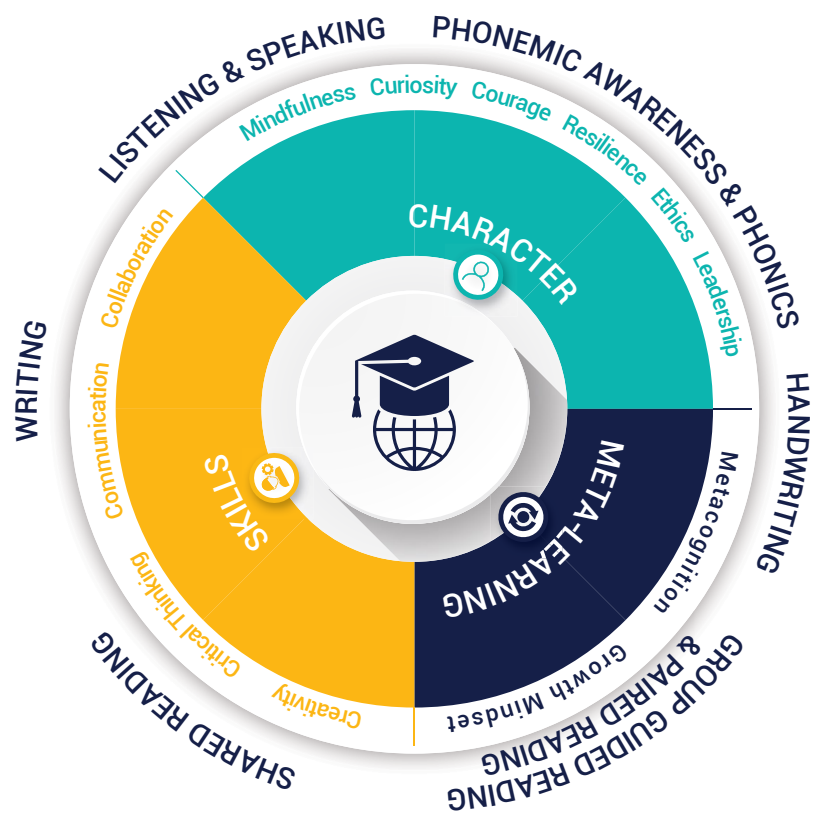 LISTENING & SPEAKING
PHONEMIC AWARENESS & PHONICS
HANDWRITING
GROUP GUIDED READING
& PAIRED READING
SHARED READING
WRITING
Mindfulness
Curiosity
Courage
Resilience
Ethics
Leadership
Metacognition
Growth Mindset
Creativity
Critical Thinking
Communication
Collaboration
CHARACTER
META-LEARNING
SKILLS